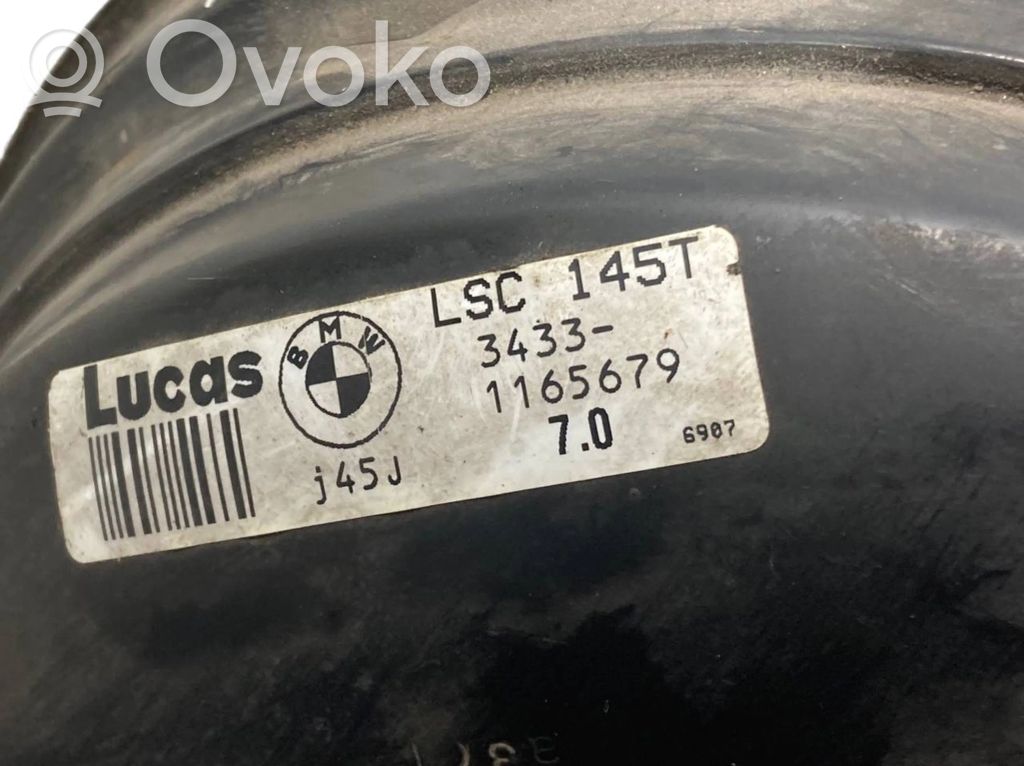 Ovoko
LSC 145T
3433-
1165679
Lucas
BMW
7.0
6907
j45J